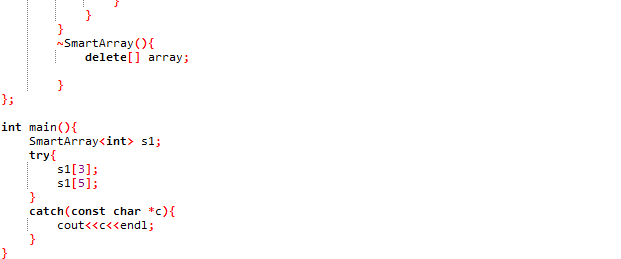 }
}
}
~SmartArray(){
delete[] array;
}
};
int main(){
SmartArray<int> s1;
try{
s1[3];
s1[5];
}
catch(const char *c){
cout<<c<<endl;
}
}